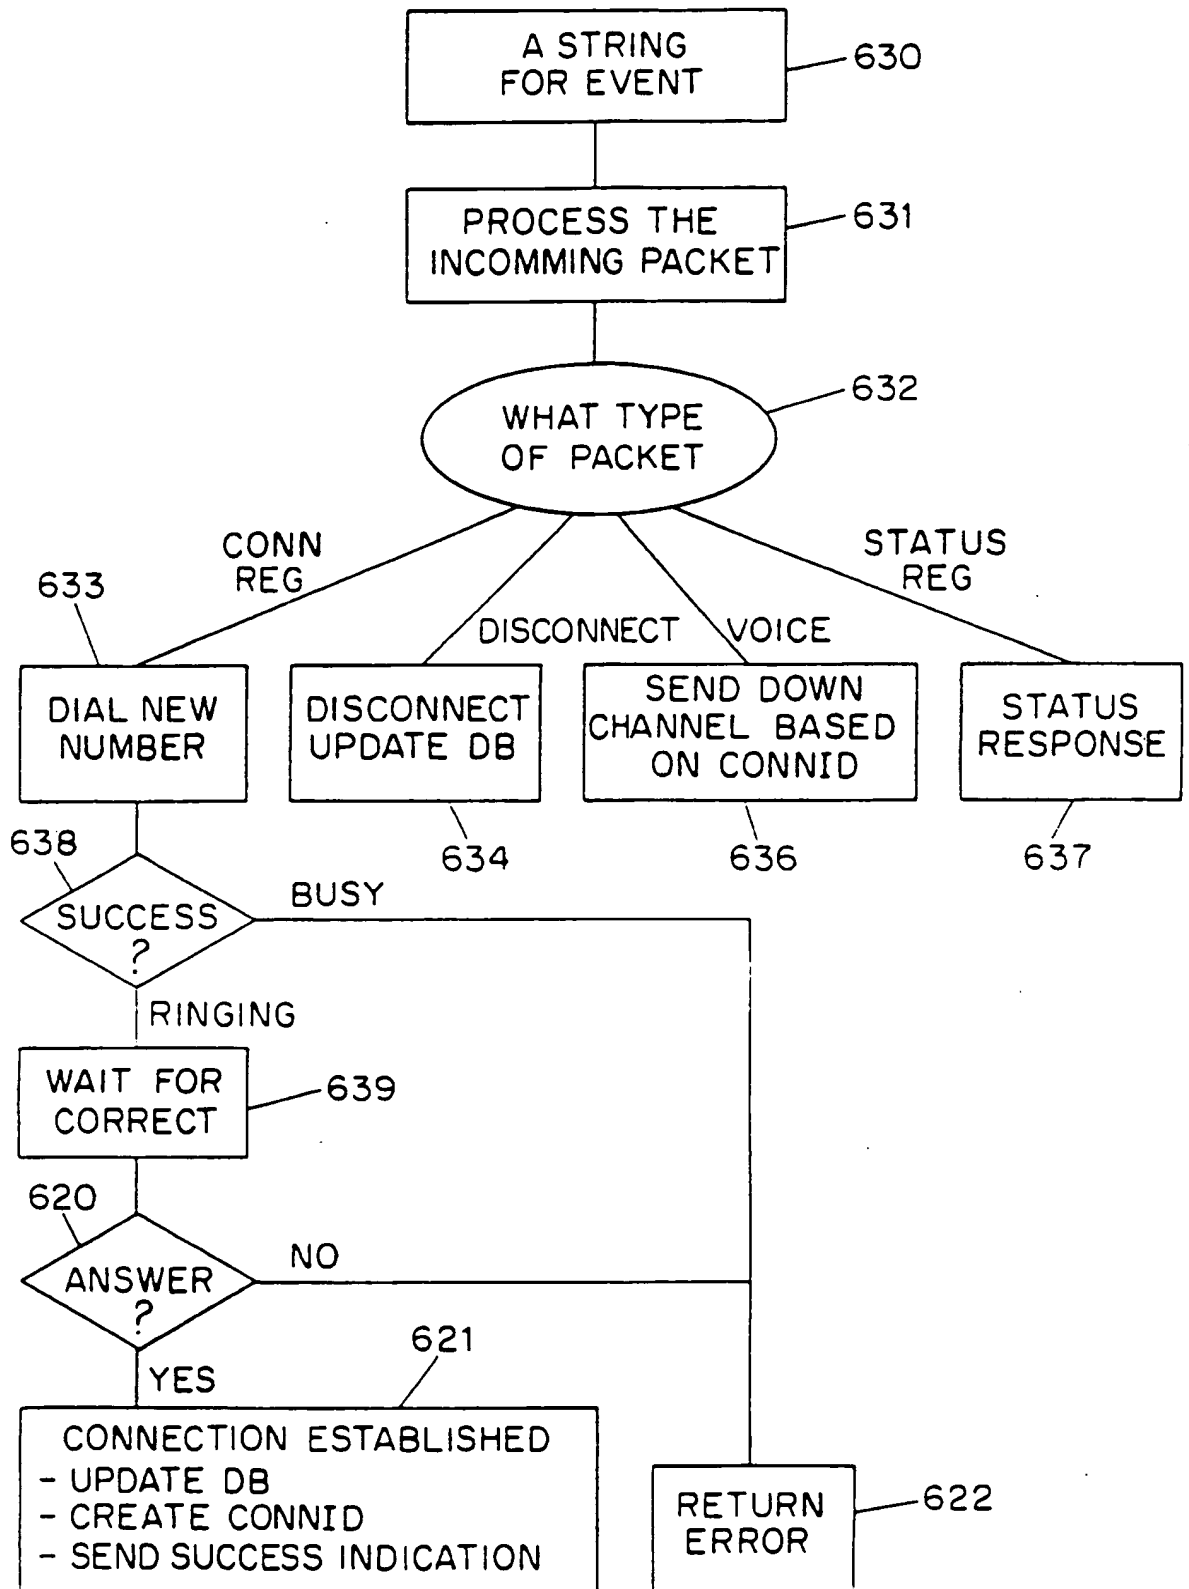 A STRING
FOR EVENT
630
PROCESS THE
INCOMMING PACKET
631
WHAT TYPE
OF PACKET
632
CONN
REG
STATUS
REG
633
DISCONNECT
VOICE
DIAL NEW
NUMBER
DISCONNECT
UPDATE DB
SEND DOWN
CHANNEL BASED
ON CONNID
STATUS
RESPONSE
634
636
637
638
SUCCESS
?
BUSY
RINGING
WAIT FOR
CORRECT
639
620
ANSWER
?
NO
YES
621
CONNECTION ESTABLISHED
- UPDATE DB
- CREATE CONNID
- SEND SUCCESS INDICATION
RETURN
ERROR
622